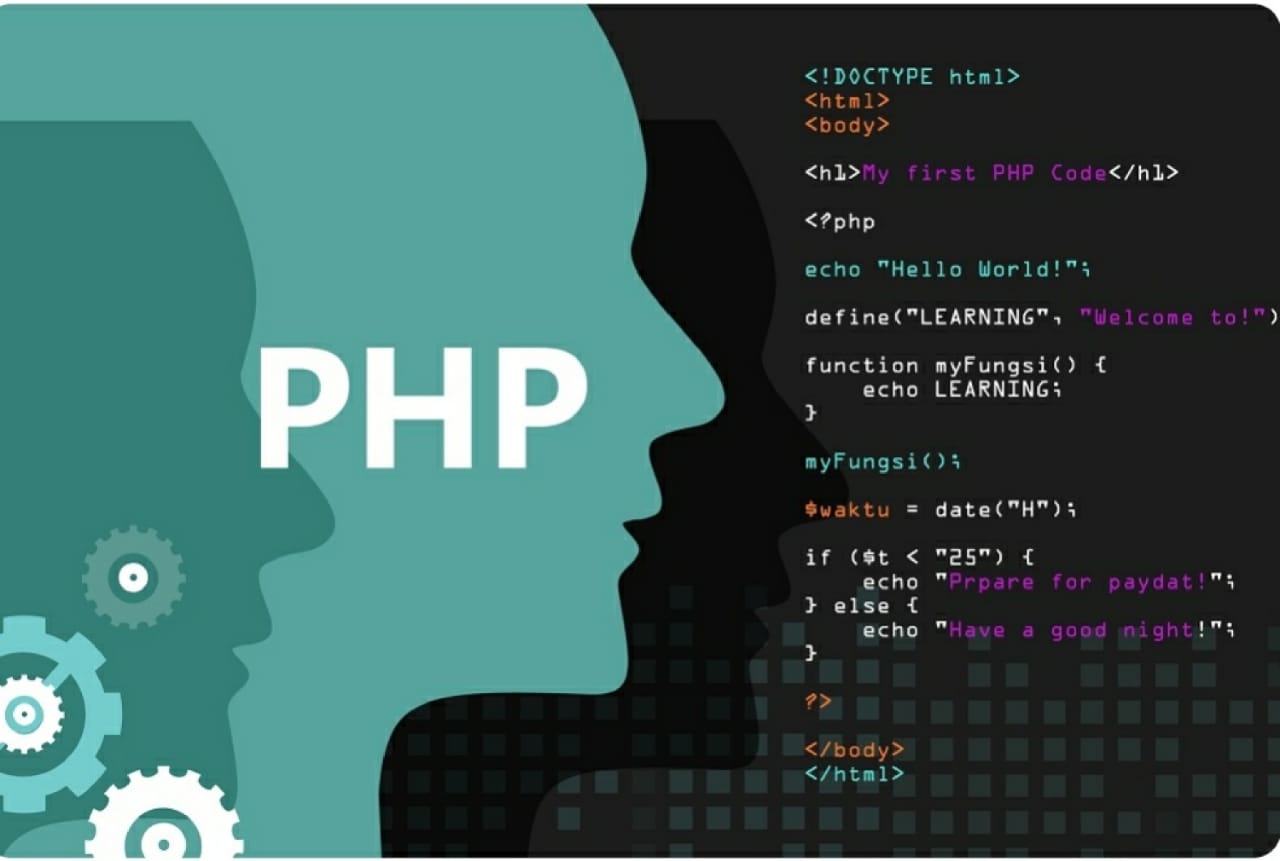 PHP
<!DOCTYPE html>
<html>
<body>
<h1>My first PHP Code</h1>
<?php
echo "Hello World!";
define("LEARNING", "Welcome to!")
function myFungsi() {
    echo LEARNING;
}
myFungsi();
$waktu = date("H");
if ($t < "25") {
    echo "Prpare for paydat!";
} else {
    echo "Have a good night!";
}
?>
</body>
</html>